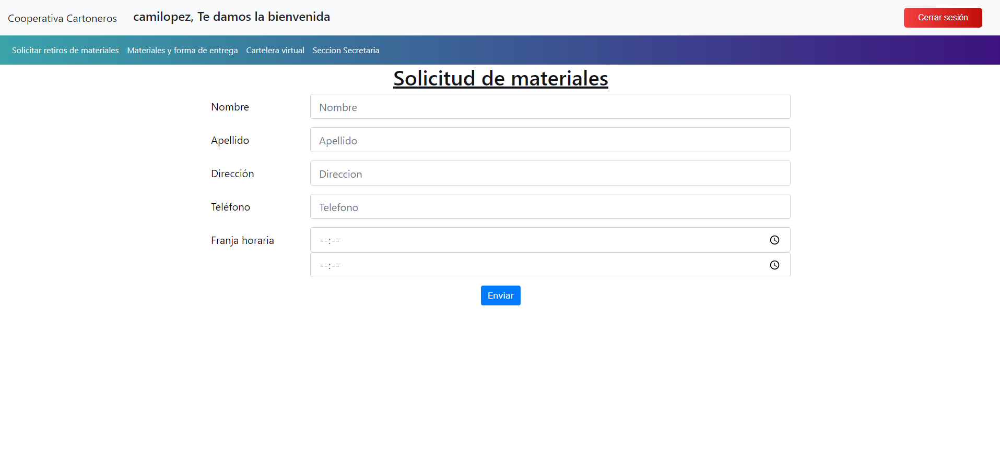 Cooperativa Cartoneros camilopez, Te damos la bienvenida Cerrar sesión
Solicitar retiros de materiales Materiales y forma de entrega Cartelera virtual Seccion Secretaria
Solicitud de materiales
Nombre Nombre
Apellido Apellido
Dirección Direccion
Teléfono Telefono
Franja horaria --:--
--:--
Enviar